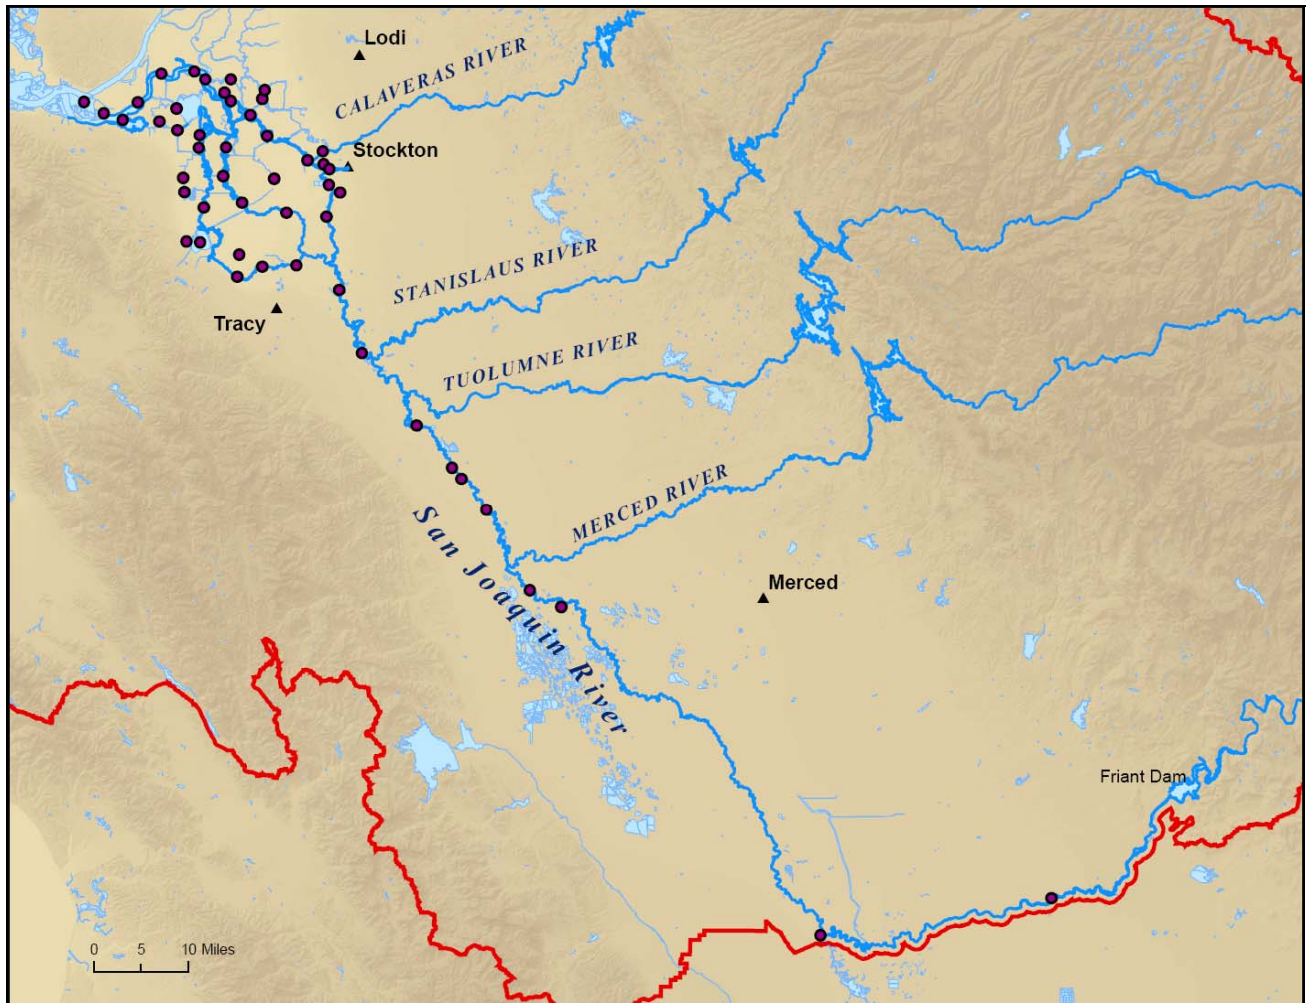 Lodi
CALAVERAS RIVER
Stockton
STANISLAUS RIVER
Tracy
TUOLUMNE RIVER
MERCED RIVER
San Joaquin River
Merced
Friant Dam
0 5 10 Miles